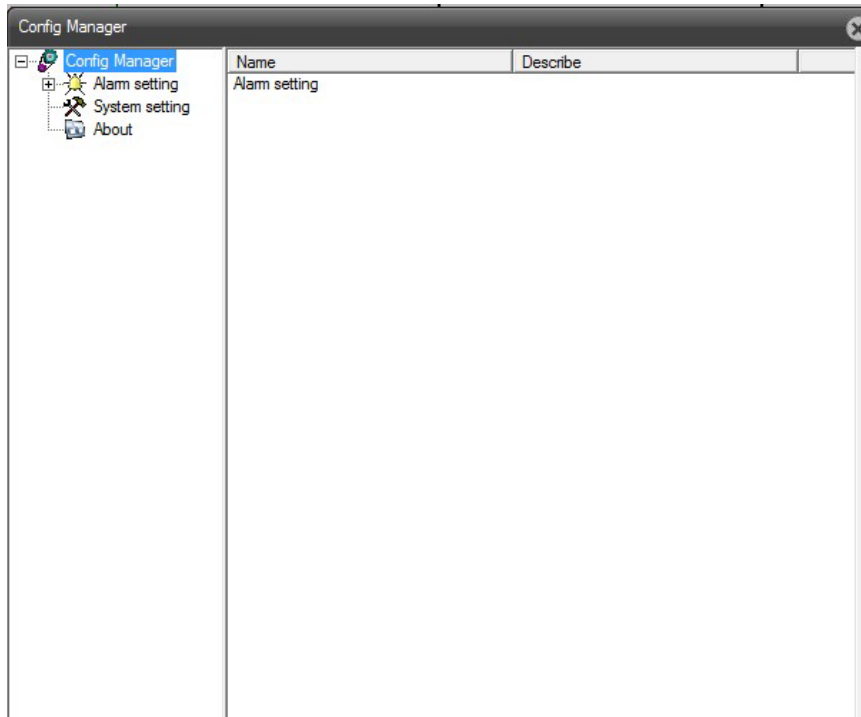 Config Manager
Config Manager
Alarm setting
System setting
About
Name Describe
Alarm setting